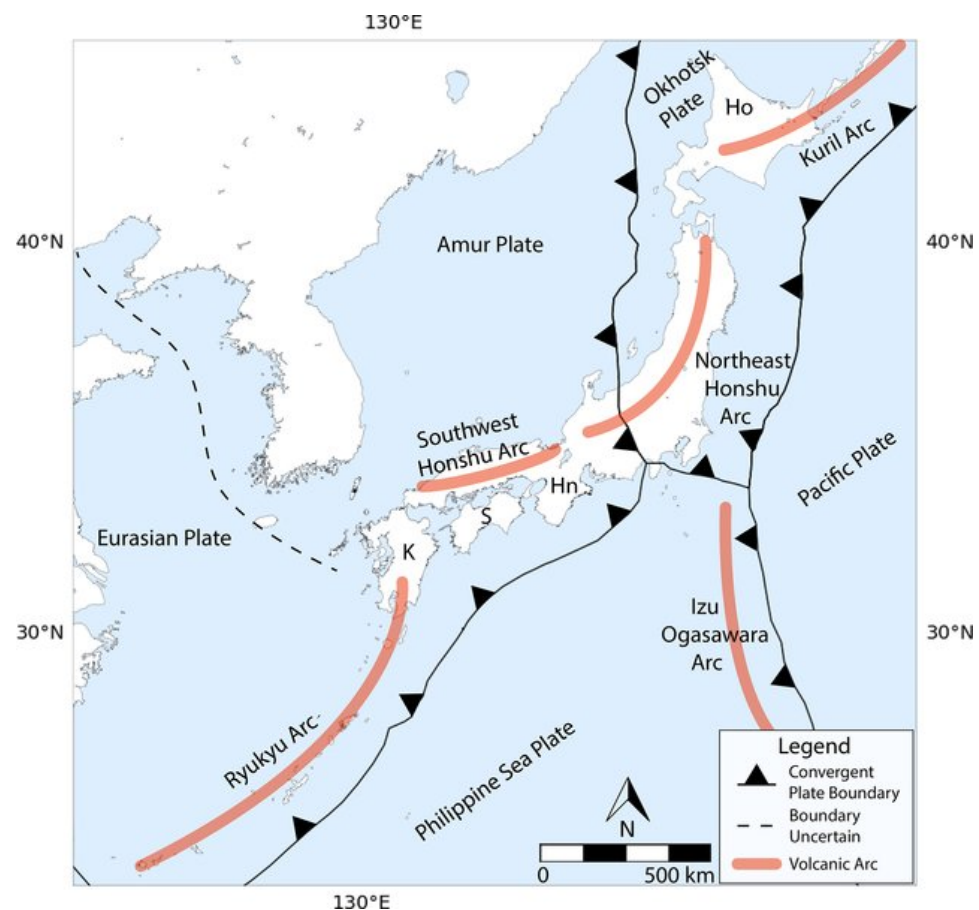 130°E
Okhotsk
Plate
Ho
Kuril Arc
40°N
Amur Plate
40°N
Northeast
Honshu
Arc
Southwest
Honshu Arc
Pacific Plate
Hn
S
Eurasian Plate
K
Izu
Ogasawara
Arc
30°N
30°N
Ryukyu Arc
Philippine Sea Plate
Legend
Convergent
Plate Boundary
Boundary
Uncertain
Volcanic Arc
N
0 500 km
130°E